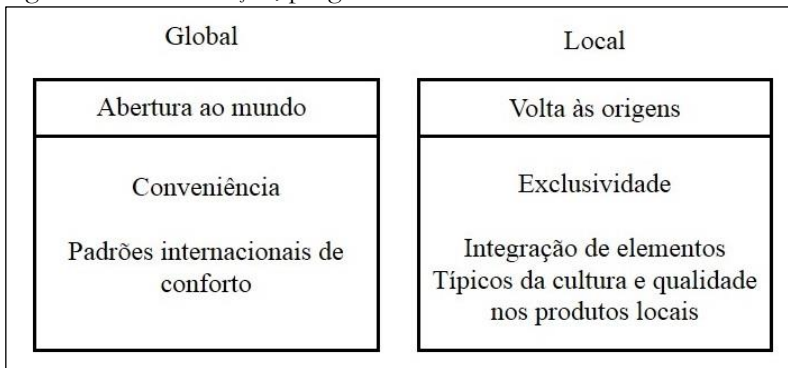 Global
Abertura ao mundo
Conveniência
Padrões internacionais de
conforto
Local
Volta às origens
Exclusividade
Integração de elementos
Típicos da cultura e qualidade
nos produtos locais